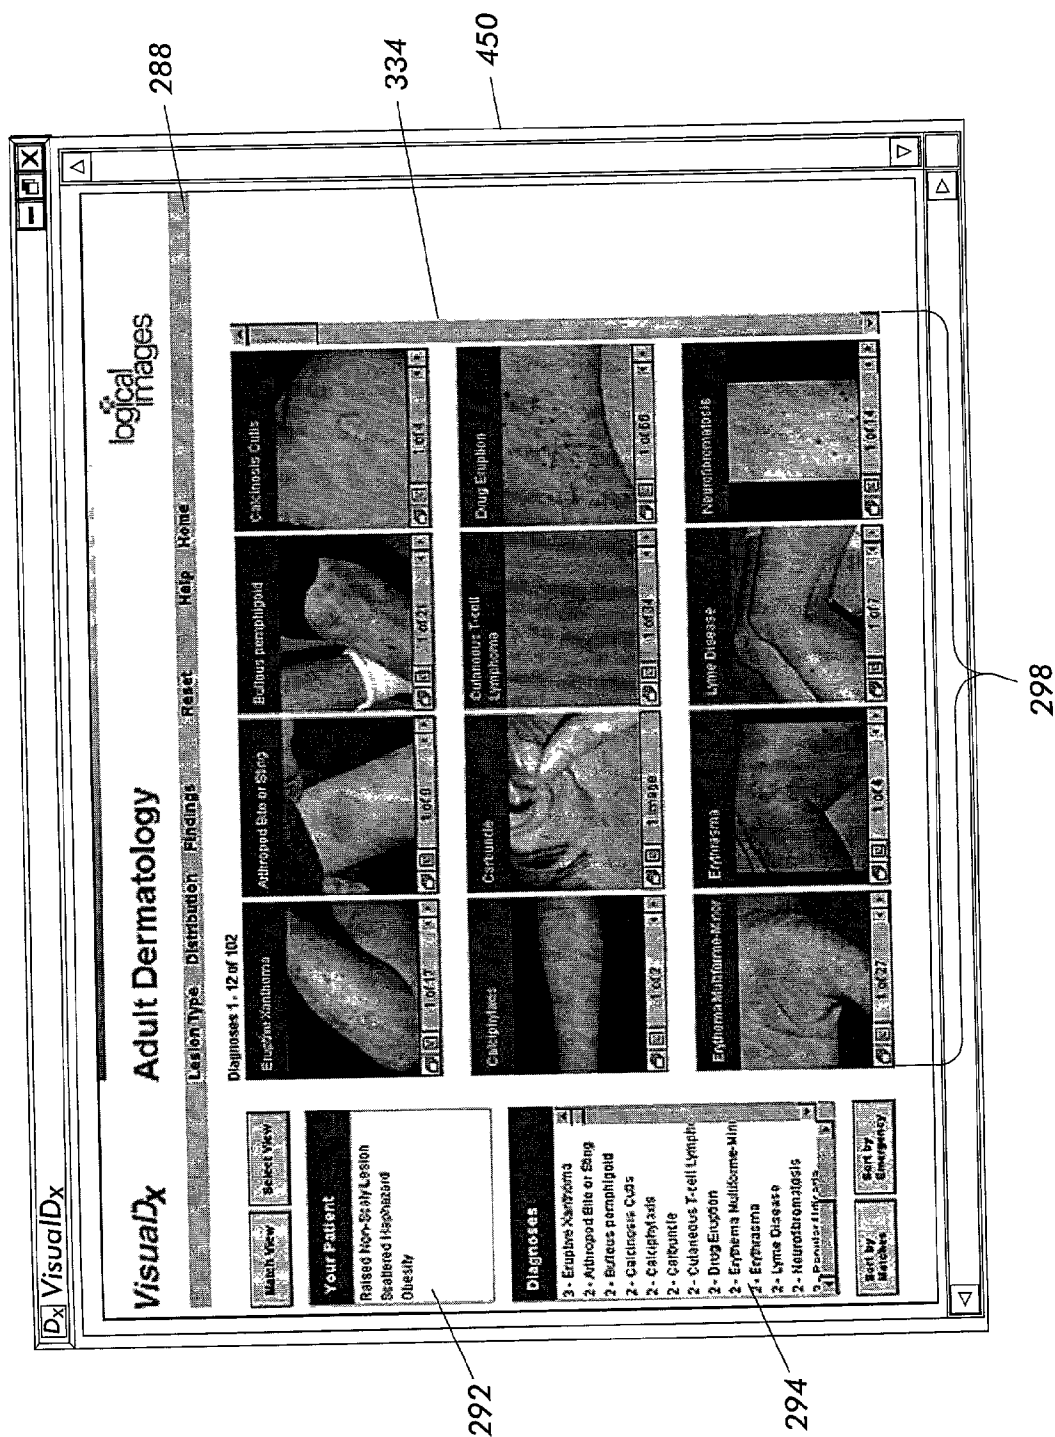 Dx VisualDx
VisualDx
Adult Dermatology
logical images
Lesion Type Distribution Findings Reset Help Home
Match View
Select View
Your Patient
Raised Non-Scaly Lesion
Scattered Haphazard
Obesity
Diagnoses
3 - Eruptive Xanthoma
2 - Arthropod Bite or Sting
2 - Bullous pemphigoid
2 - Calcinosis Cutis
2 - Calciphylaxis
2 - Carbuncle
2 - Cutaneous T-cell Lympho
2 - Drug Eruption
2 - Erythema Multiforme-Min
2 - Erythrasma
2 - Lyme Disease
2 - Neurofibromatosis
Sort by Matches
Sort by Emergency
Diagnoses 1 - 12 of 102
Eruptive Xanthoma
1 of 17
Arthropod Bite or Sting
Bullous pemphigoid
1 of 21
Calcinosis Cutis
1 of 4
Calciphylaxis
1 of 2
Carbuncle
1 image
Cutaneous T-cell
Lymphoma
1 of 34
Drug Eruption
1 of 66
Erythema Multiforme-Minor
1 of 27
Erythrasma
Lyme Disease
1 of 7
Neurofibromatosis
1 of 14
288
334
450
292
294
298